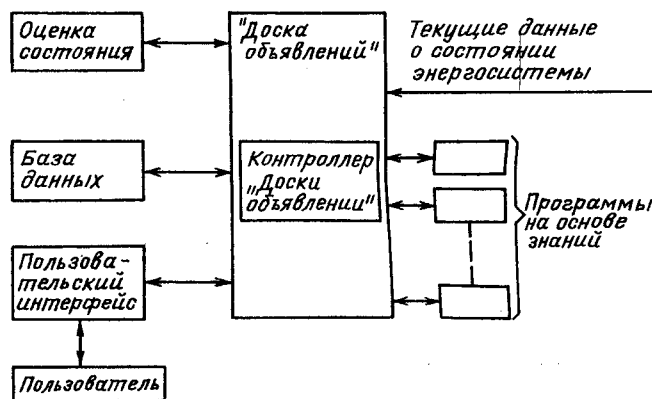 Оценка
состояния
"Доска
объявлений"
Текущие данные
о состоянии
энергосистемы
База
данных
Контроллер
"Доски
объявлении"
Программы
на основе
знаний
Пользова-
тельский
интерфейс
Пользователь